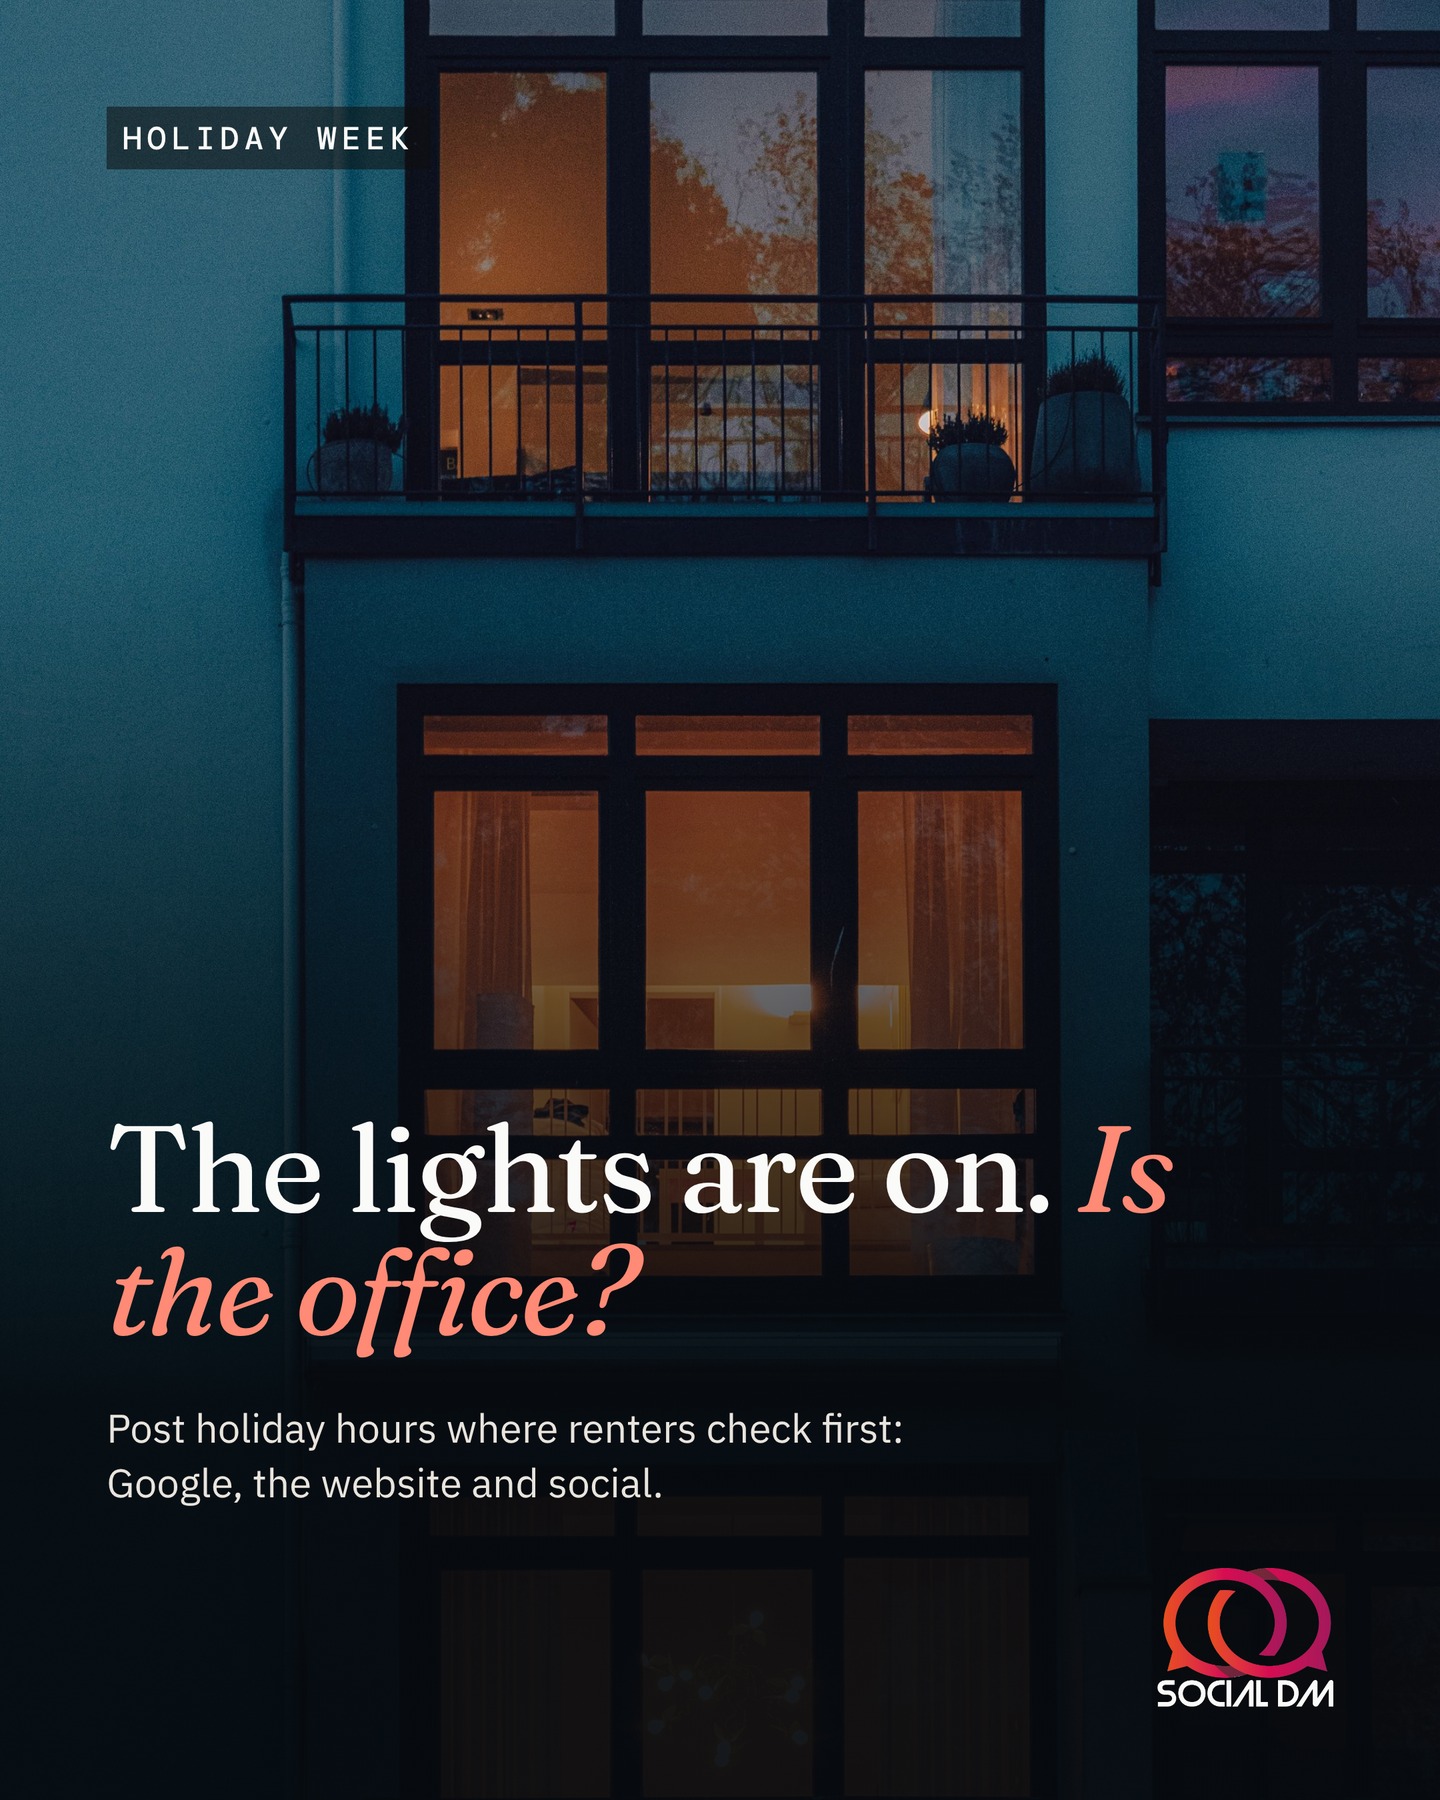 HOLIDAY WEEK
The lights are on. Is
the office?
Post holiday hours where renters check first:
Google, the website and social.
SOCIAL DM